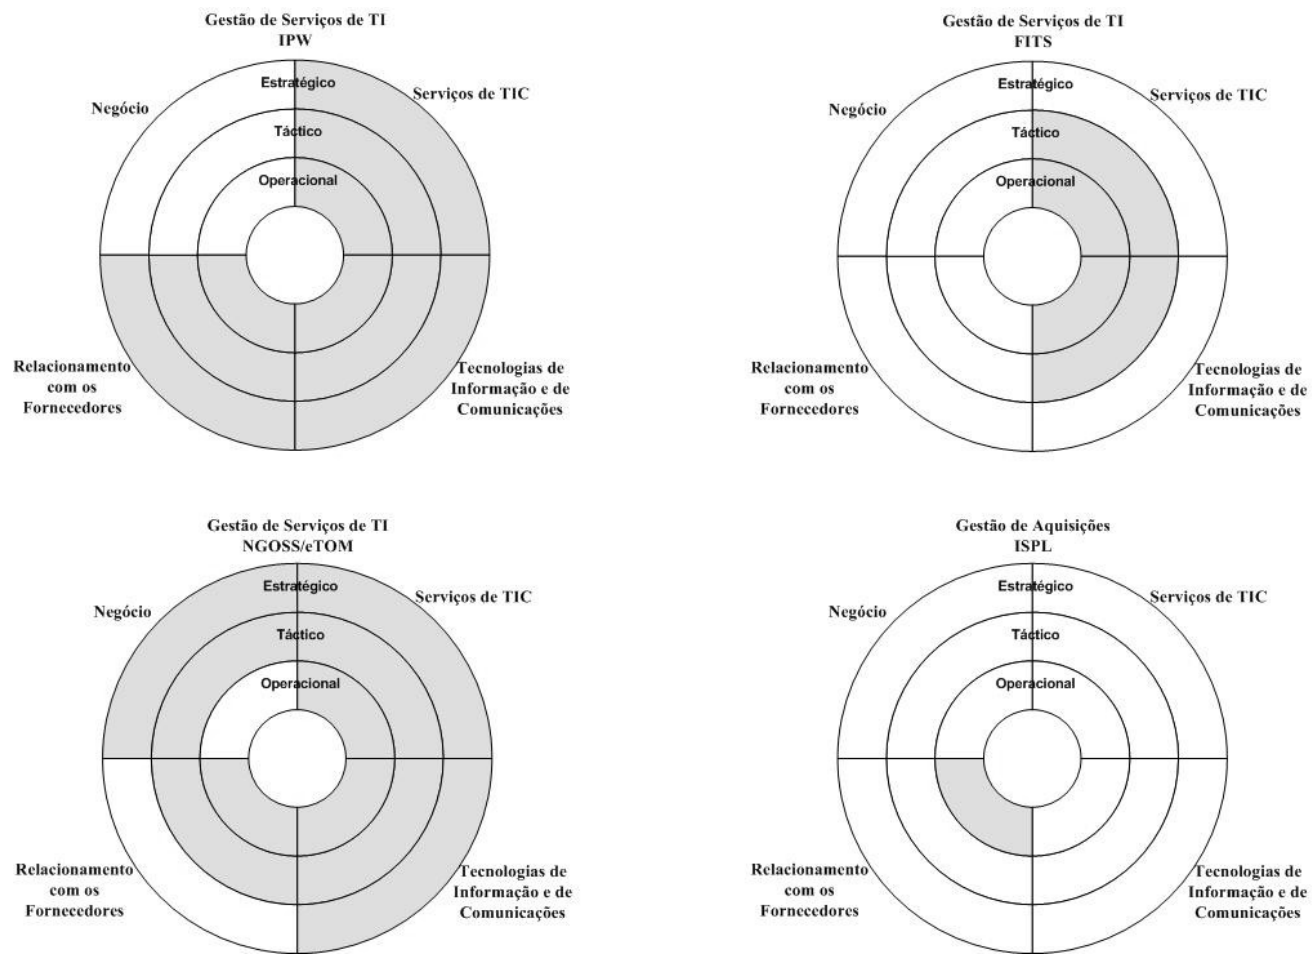 Gestão de Serviços de TI
IPW
Estratégico
Táctico
Operacional
Negócio
Serviços de TIC
Relacionamento
com os
Fornecedores
Tecnologias de
Informação e de
Comunicações
Gestão de Serviços de TI
FITS
Estratégico
Táctico
Operacional
Negócio
Serviços de TIC
Relacionamento
com os
Fornecedores
Tecnologias de
Informação e de
Comunicações
Gestão de Serviços de TI
NGOSS/eTOM
Estratégico
Táctico
Operacional
Negócio
Serviços de TIC
Relacionamento
com os
Fornecedores
Tecnologias de
Informação e de
Comunicações
Gestão de Aquisições
ISPL
Estratégico
Táctico
Operacional
Negócio
Serviços de TIC
Relacionamento
com os
Fornecedores
Tecnologias de
Informação e de
Comunicações